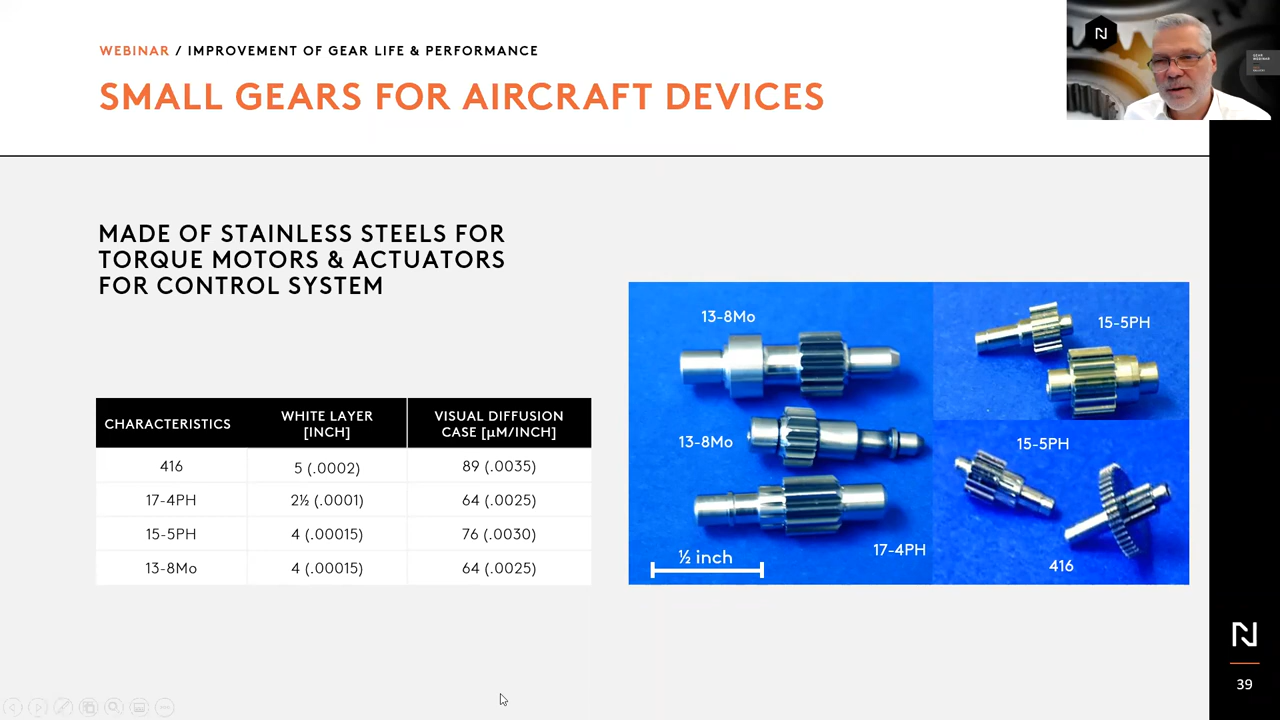 WEBINAR / IMPROVEMENT OF GEAR LIFE & PERFORMANCE
SMALL GEARS FOR AIRCRAFT DEVICES
MADE OF STAINLESS STEELS FOR
TORQUE MOTORS & ACTUATORS
FOR CONTROL SYSTEM
CHARACTERISTICS
WHITE LAYER
[INCH]
VISUAL DIFFUSION
CASE [µM/INCH]
416 5 (.0002) 89 (.0035)
17-4PH 2½ (.0001) 64 (.0025)
15-5PH 4 (.00015) 76 (.0030)
13-8Mo 4 (.00015) 64 (.0025)
13-8Mo
13-8Mo
17-4PH
½ inch
15-5PH
15-5PH
416
N
39